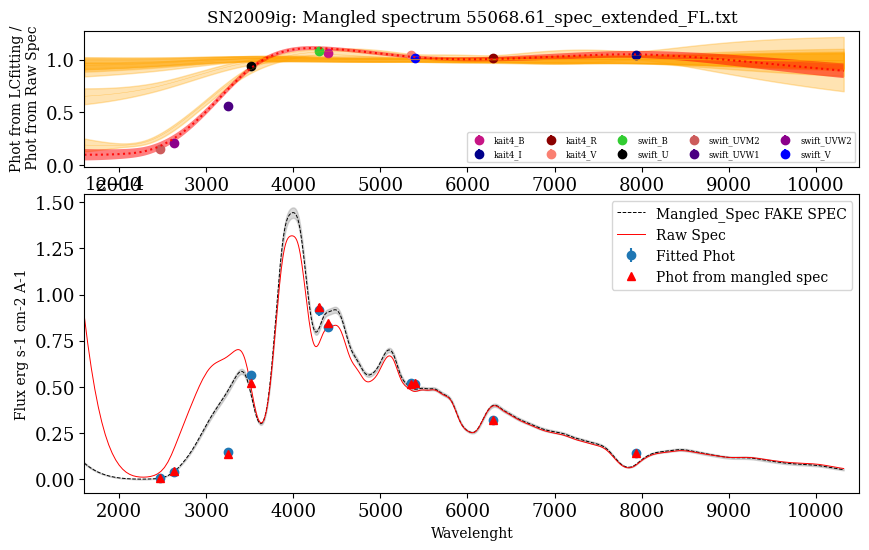 SN2009ig: Mangled spectrum 55068.61_spec_extended_FL.txt
Phot from LCfitting /
Phot from Raw Spec
1.0
0.5
0.0
kait4_B kait4_R swift_B swift_UVM2 swift_UVW2
kait4_I kait4_V swift_U swift_UVW1 swift_V
2000 3000 4000 5000 6000 7000 8000 9000 10000
1e−14
Flux erg s-1 cm-2 A-1
1.50
1.25
1.00
0.75
0.50
0.25
0.00
Mangled_Spec FAKE SPEC
Raw Spec
Fitted Phot
Phot from mangled spec
2000 3000 4000 5000 6000 7000 8000 9000 10000
Wavelenght